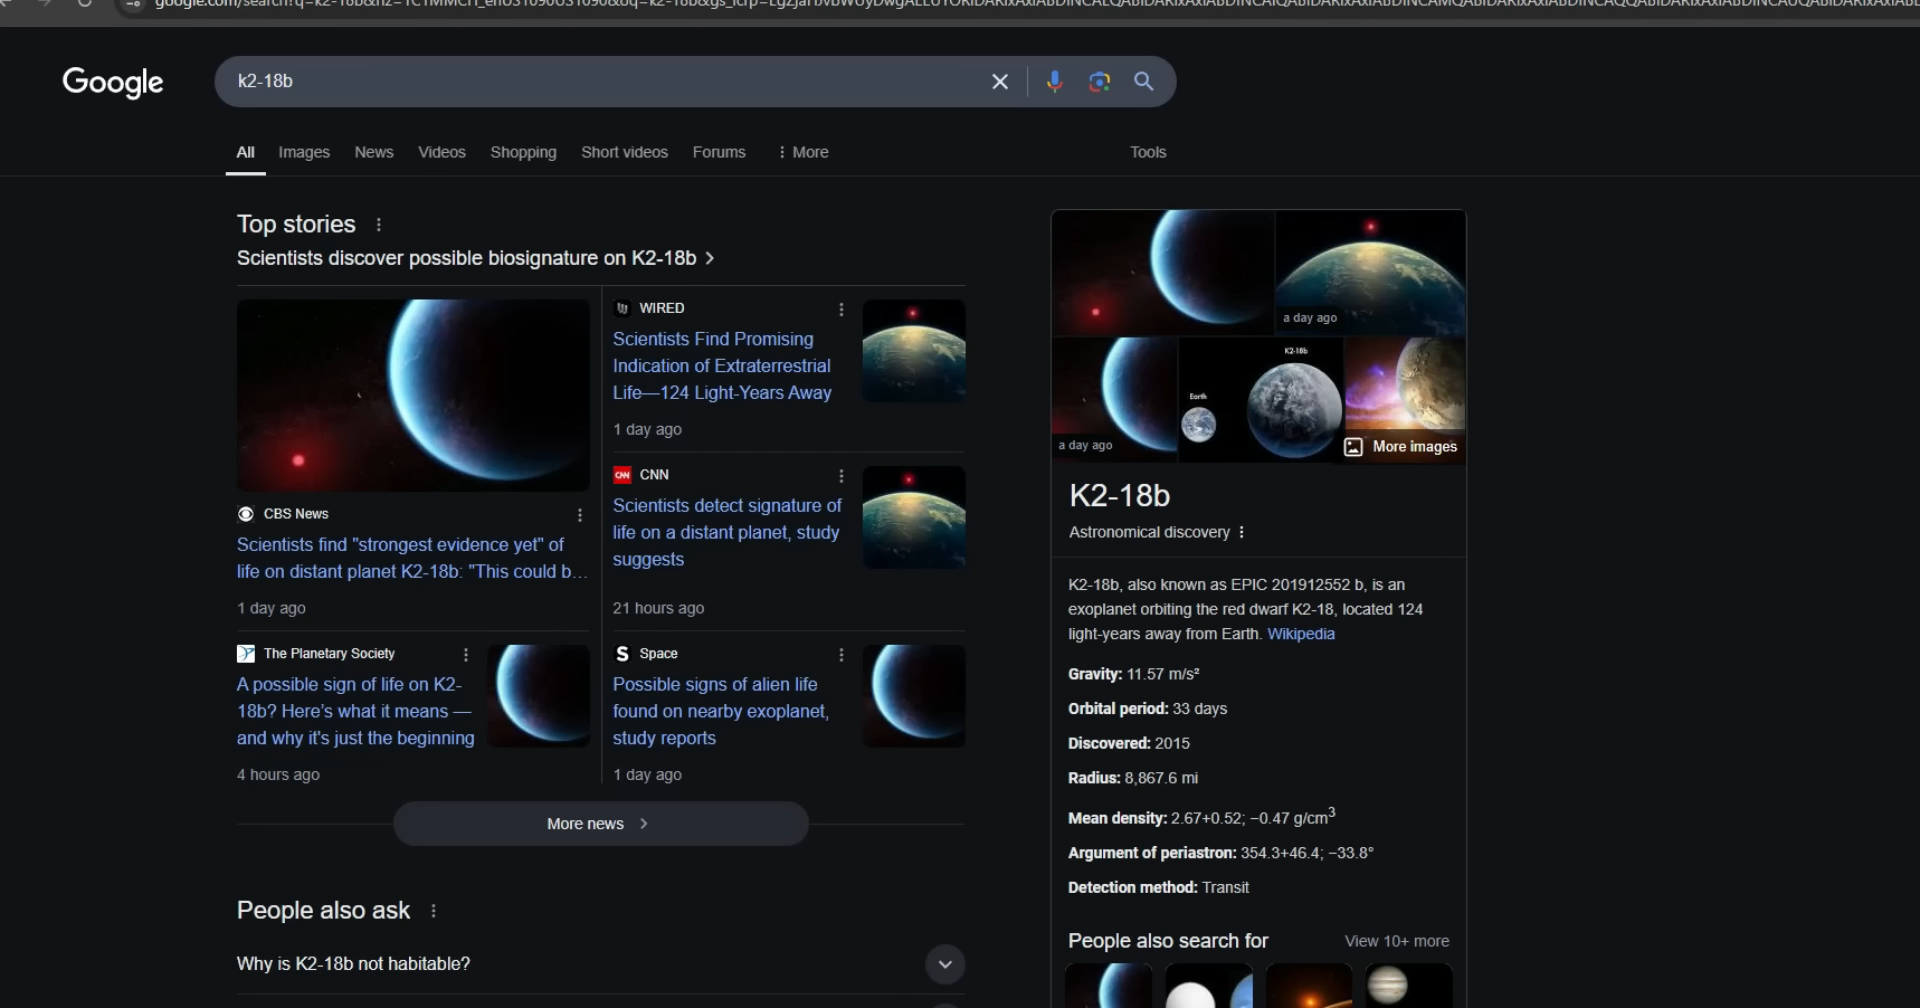 Google
k2-18b
All Images News Videos Shopping Short videos Forums More Tools
Top stories
Scientists discover possible biosignature on K2-18b
CBS News
Scientists find "strongest evidence yet" of
life on distant planet K2-18b: "This could b...
1 day ago
WIRED
Scientists Find Promising
Indication of Extraterrestrial
Life—124 Light-Years Away
1 day ago
CNN
CNN
Scientists detect signature of
life on a distant planet, study
suggests
21 hours ago
The Planetary Society
A possible sign of life on K2-
18b? Here's what it means —
and why it's just the beginning
4 hours ago
S Space
Possible signs of alien life
found on nearby exoplanet,
study reports
1 day ago
More news
People also ask
Why is K2-18b not habitable?
a day ago
a day ago
Earth
K2-18b
More images
K2-18b
Astronomical discovery
K2-18b, also known as EPIC 201912552 b, is an
exoplanet orbiting the red dwarf K2-18, located 124
light-years away from Earth. Wikipedia
Gravity: 11.57 m/s²
Orbital period: 33 days
Discovered: 2015
Radius: 8,867.6 mi
Mean density: 2.67+0.52; −0.47 g/cm³
Argument of periastron: 354.3+46.4; −33.8°
Detection method: Transit
People also search for View 10+ more